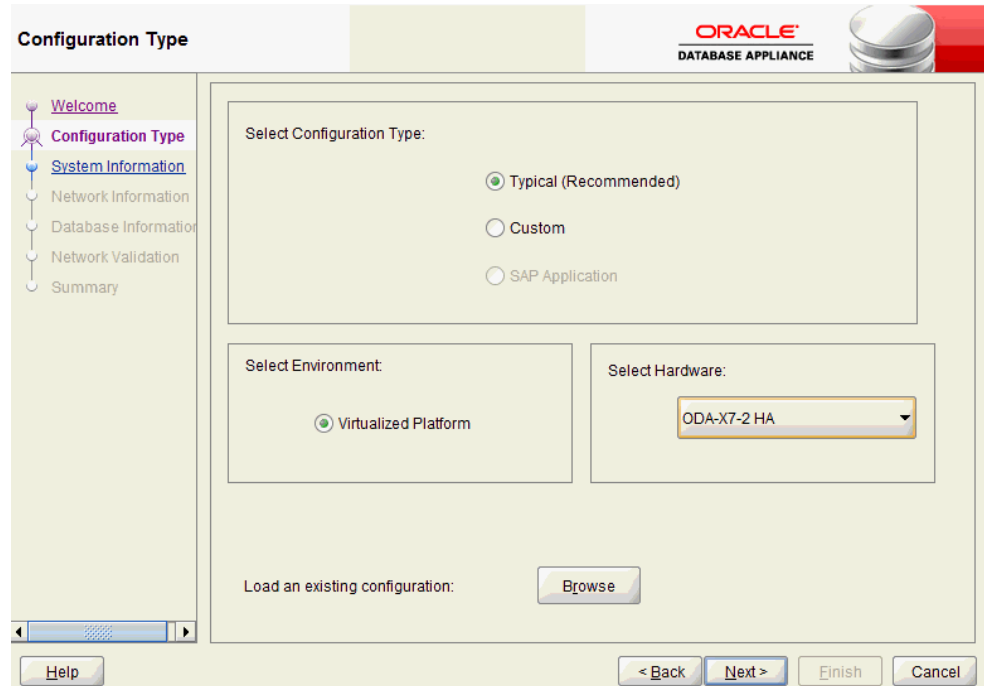 Configuration Type
ORACLE
DATABASE APPLIANCE
Welcome
Configuration Type
System Information
Network Information
Database Information
Network Validation
Summary
Select Configuration Type:
Typical (Recommended)
Custom
SAP Application
Select Environment:
Virtualized Platform
Select Hardware:
ODA-X7-2 HA
Load an existing configuration:
Browse
Help
< Back
Next >
Finish
Cancel